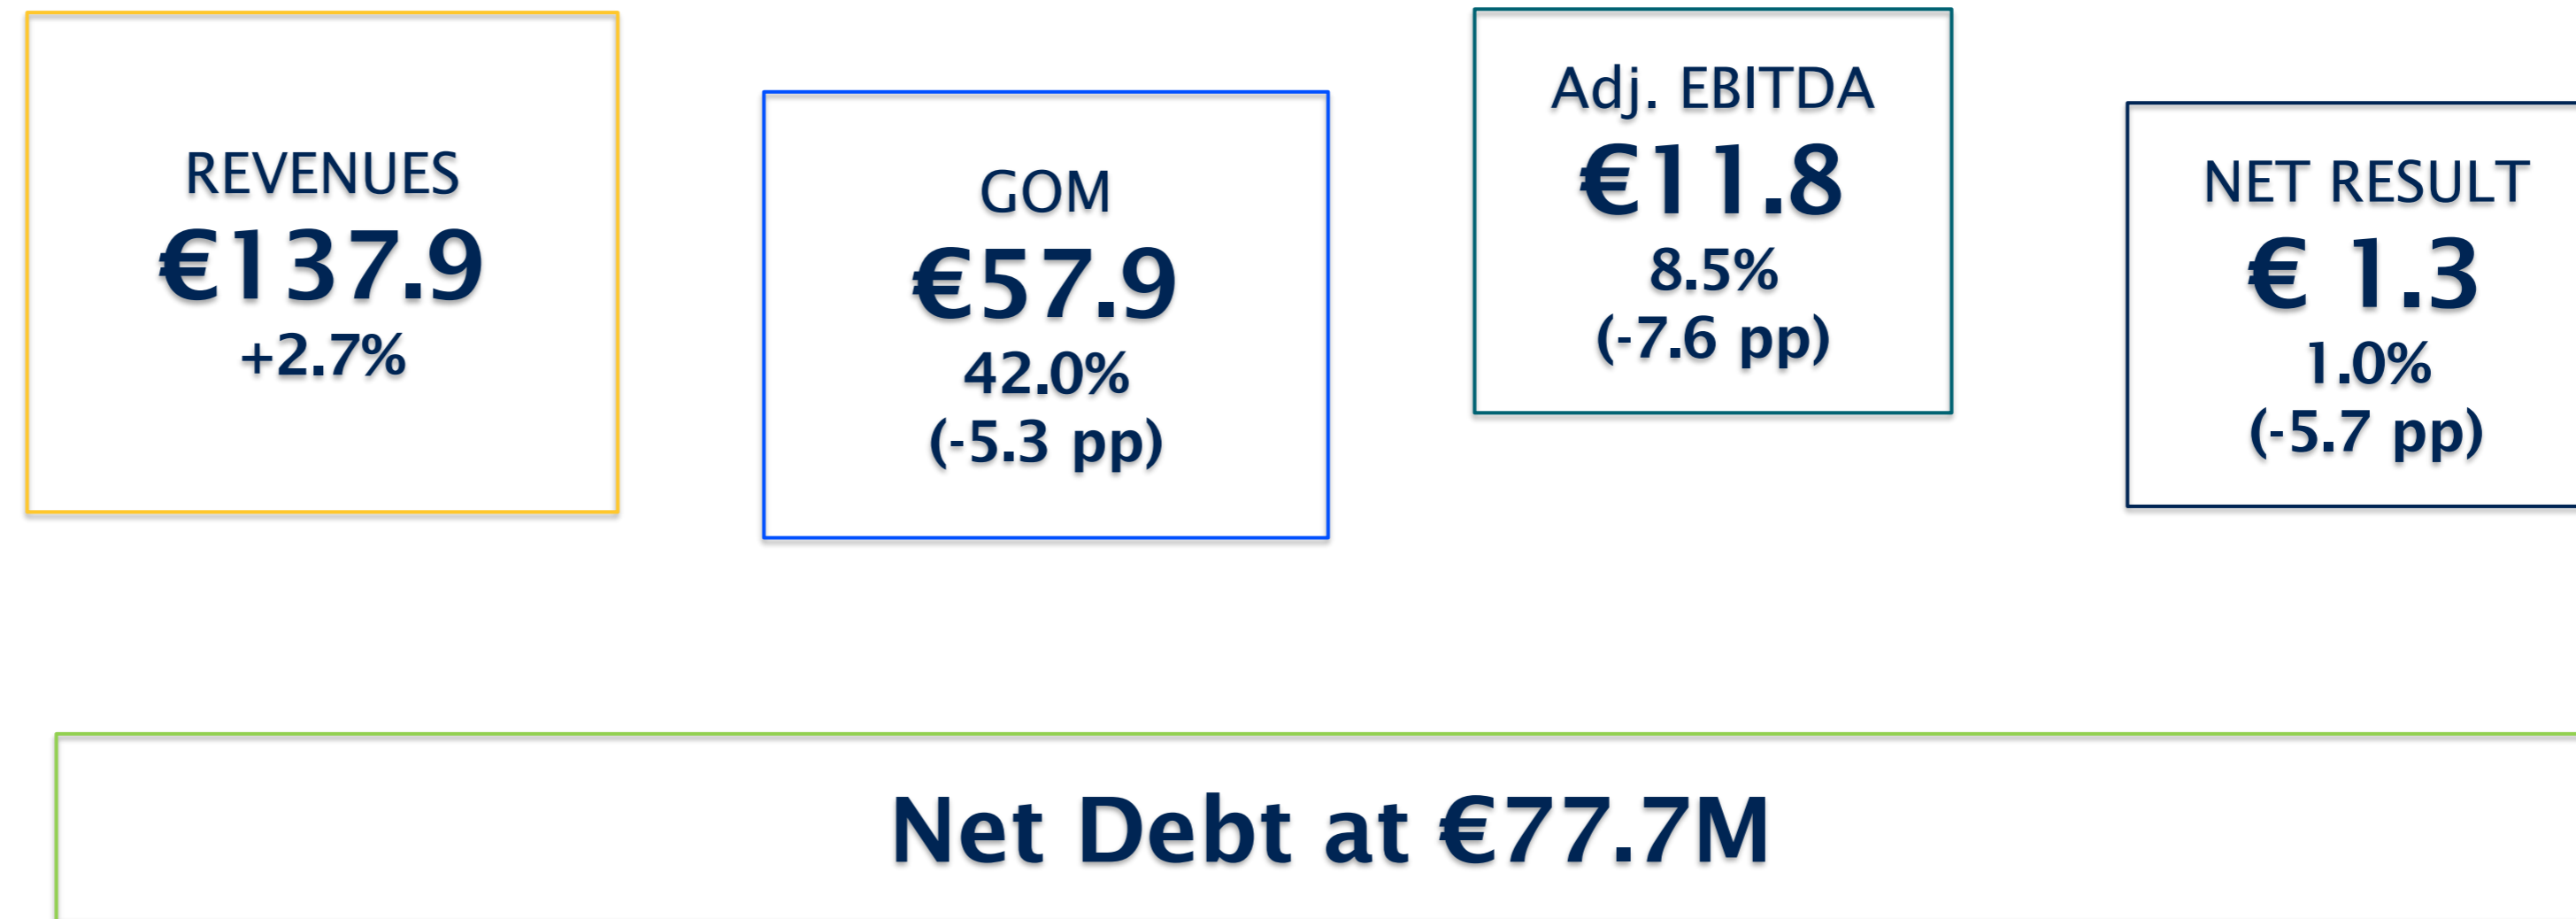 REVENUES
€137.9
+2.7%
GOM
€57.9
42.0%
(-5.3 pp)
Adj. EBITDA
€11.8
8.5%
(-7.6 pp)
NET RESULT
€ 1.3
1.0%
(-5.7 pp)
Net Debt at €77.7M